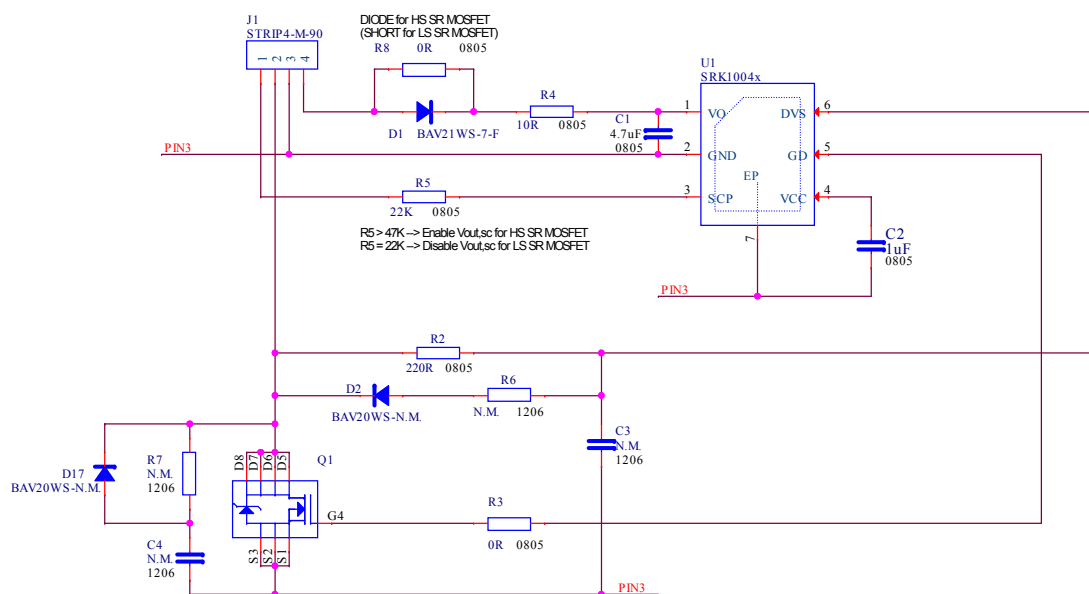 J1
STRIP4-M-90
1
2
3
4
1 2 3 4
DIODE for HS SR MOSFET
(SHORT for LS SR MOSFET)
R8 0R 0805
D1 BAV21WS-7-F
R4
10R 0805
C1
4.7uF
0805
U1
SRK1004x
1 VO DVS 6
2 GND GD 5
EP
3 SCP VCC 4
7
PIN3
R5
22K 0805
R5 > 47K --> Enable Vout,sc for HS SR MOSFET
R5 = 22K --> Disable Vout,sc for LS SR MOSFET
C2
1uF
0805
PIN3
R2
220R 0805
D2
BAV20WS-N.M.
R6
N.M. 1206
C3
N.M.
1206
D17
BAV20WS-N.M.
R7
N.M.
1206
D8
D7
D6
D5
Q1
G4
R3
0R 0805
C4
N.M.
1206
S3
S2
S1
PIN3